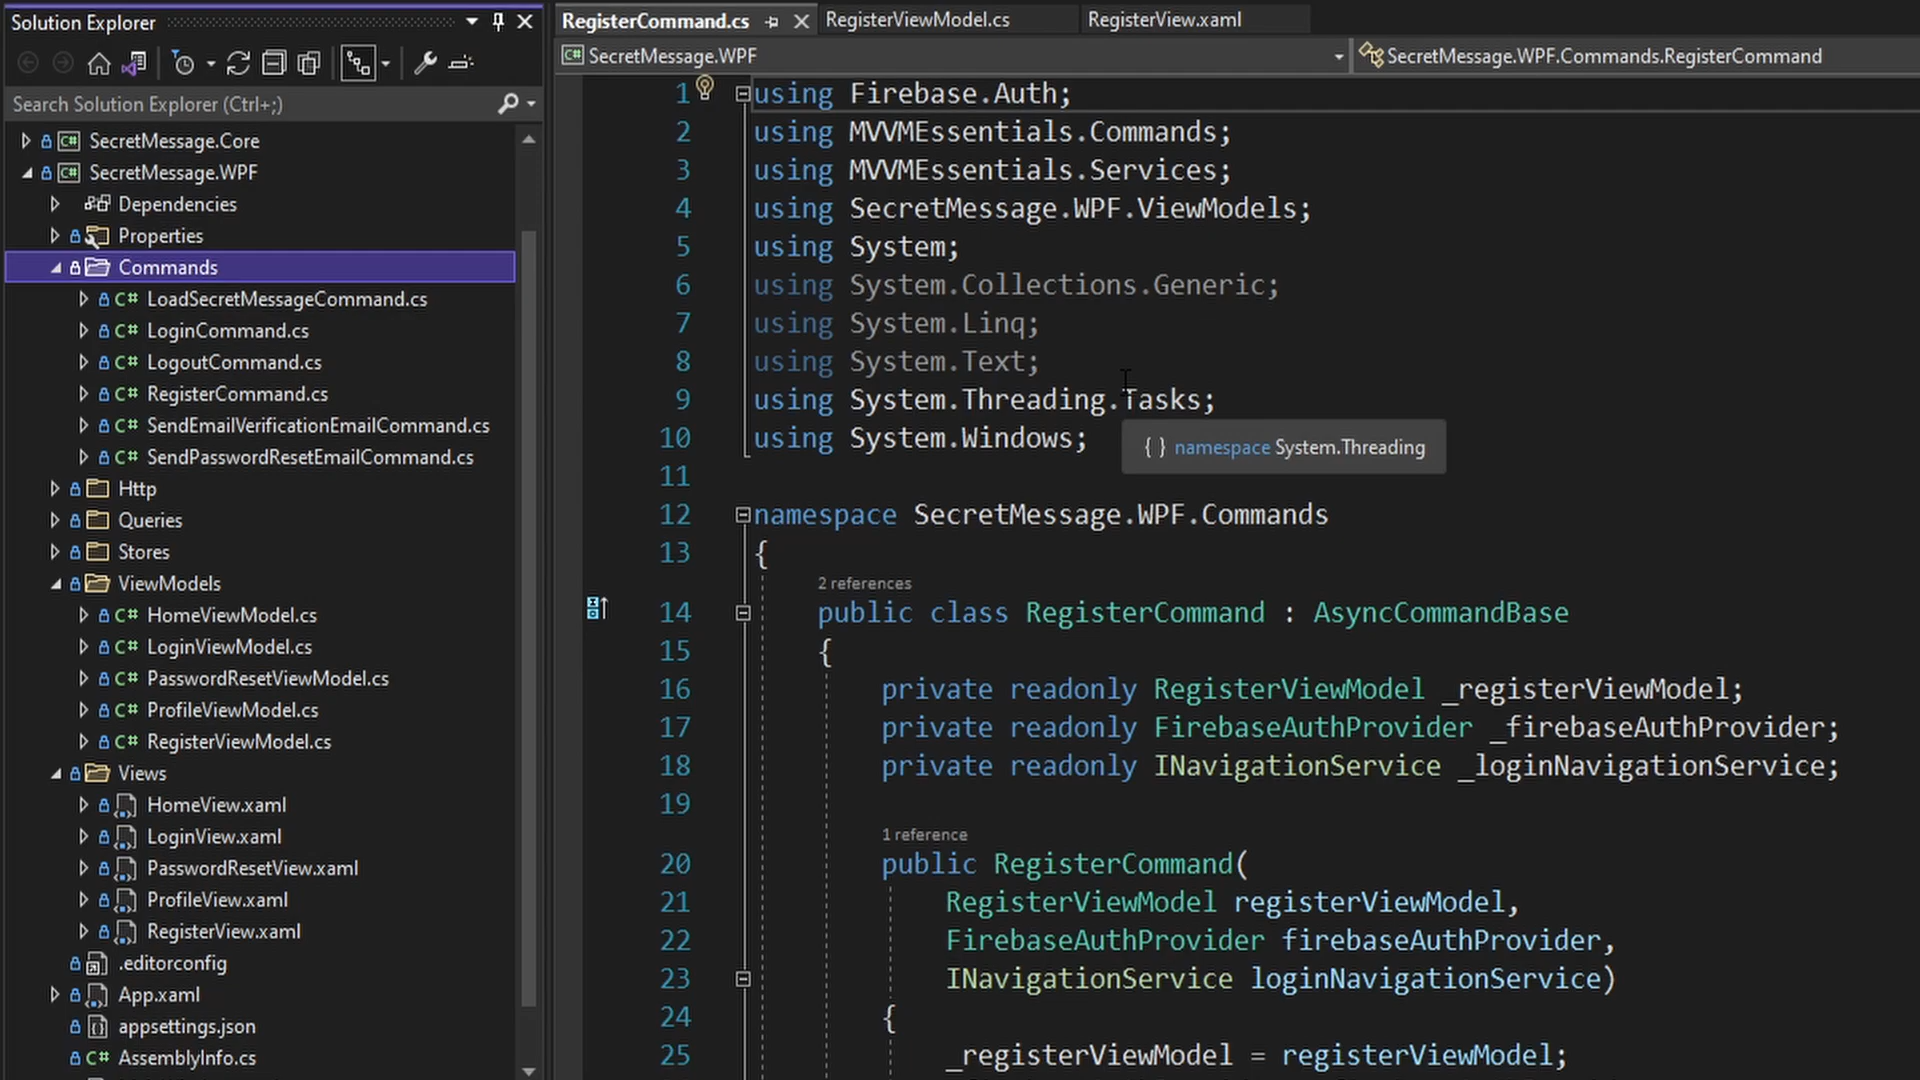 Solution Explorer
Search Solution Explorer (Ctrl+;)
SecretMessage.Core
SecretMessage.WPF
Dependencies
Properties
Commands
LoadSecretMessageCommand.cs
LoginCommand.cs
LogoutCommand.cs
RegisterCommand.cs
SendEmailVerificationEmailCommand.cs
SendPasswordResetEmailCommand.cs
Http
Queries
Stores
ViewModels
HomeViewModel.cs
LoginViewModel.cs
PasswordResetViewModel.cs
ProfileViewModel.cs
RegisterViewModel.cs
Views
HomeView.xaml
LoginView.xaml
PasswordResetView.xaml
ProfileView.xaml
RegisterView.xaml
.editorconfig
App.xaml
appsettings.json
AssemblyInfo.cs
RegisterCommand.cs RegisterViewModel.cs RegisterView.xaml
SecretMessage.WPF SecretMessage.WPF.Commands.RegisterCommand
1 using Firebase.Auth;
2 using MVVMEssentials.Commands;
3 using MVVMEssentials.Services;
4 using SecretMessage.WPF.ViewModels;
5 using System;
6 using System.Collections.Generic;
7 using System.Linq;
8 using System.Text;
9 using System.Threading.Tasks;
10 using System.Windows;
{ } namespace System.Threading
11
12 namespace SecretMessage.WPF.Commands
13 {
2 references
14 public class RegisterCommand : AsyncCommandBase
15 {
16 private readonly RegisterViewModel _registerViewModel;
17 private readonly FirebaseAuthProvider _firebaseAuthProvider;
18 private readonly INavigationService _loginNavigationService;
19
1 reference
20 public RegisterCommand(
21 RegisterViewModel registerViewModel,
22 FirebaseAuthProvider firebaseAuthProvider,
23 INavigationService loginNavigationService)
24 {
25 _registerViewModel = registerViewModel;